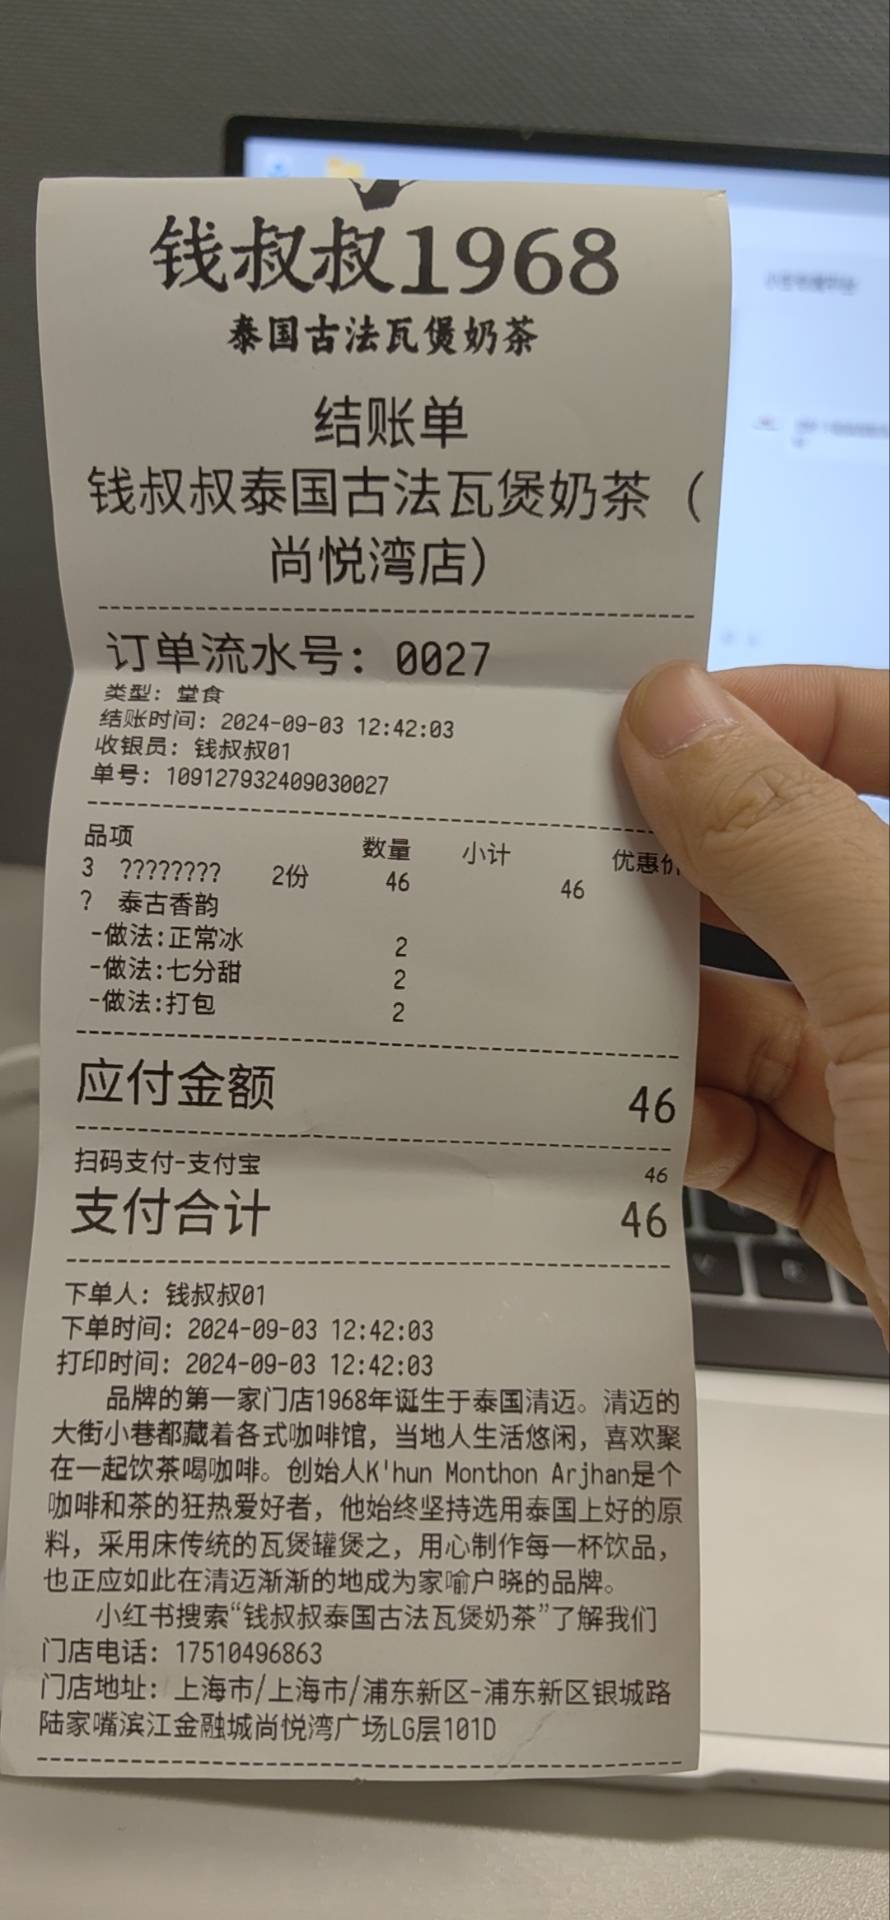 钱叔叔1968
泰国古法瓦煲奶茶
结账单
钱叔叔泰国古法瓦煲奶茶（
尚悦湾店）
订单流水号：0027
类型：堂食
结账时间：2024-09-03 12:42:03
收银员：钱叔叔01
单号：109127932409030027
品项 数量 小计 优惠价
3 ???????? 2份 46 46
? 泰古香韵
-做法:正常冰 2
-做法:七分甜 2
-做法:打包 2
应付金额 46
扫码支付-支付宝 46
支付合计 46
下单人：钱叔叔01
下单时间：2024-09-03 12:42:03
打印时间：2024-09-03 12:42:03
品牌的第一家门店1968年诞生于泰国清迈。清迈的
大街小巷都藏着各式咖啡馆，当地人生活悠闲，喜欢聚
在一起饮茶喝咖啡。创始人K'hun Monthon Arjhan是个
咖啡和茶的狂热爱好者，他始终坚持选用泰国上好的原
料，采用床传统的瓦煲罐煲之，用心制作每一杯饮品，
也正应如此在清迈渐渐的地成为家喻户晓的品牌。
小红书搜索“钱叔叔泰国古法瓦煲奶茶”了解我们
门店电话：17510496863
门店地址：上海市/上海市/浦东新区-浦东新区银城路
陆家嘴滨江金融城尚悦湾广场LG层101D